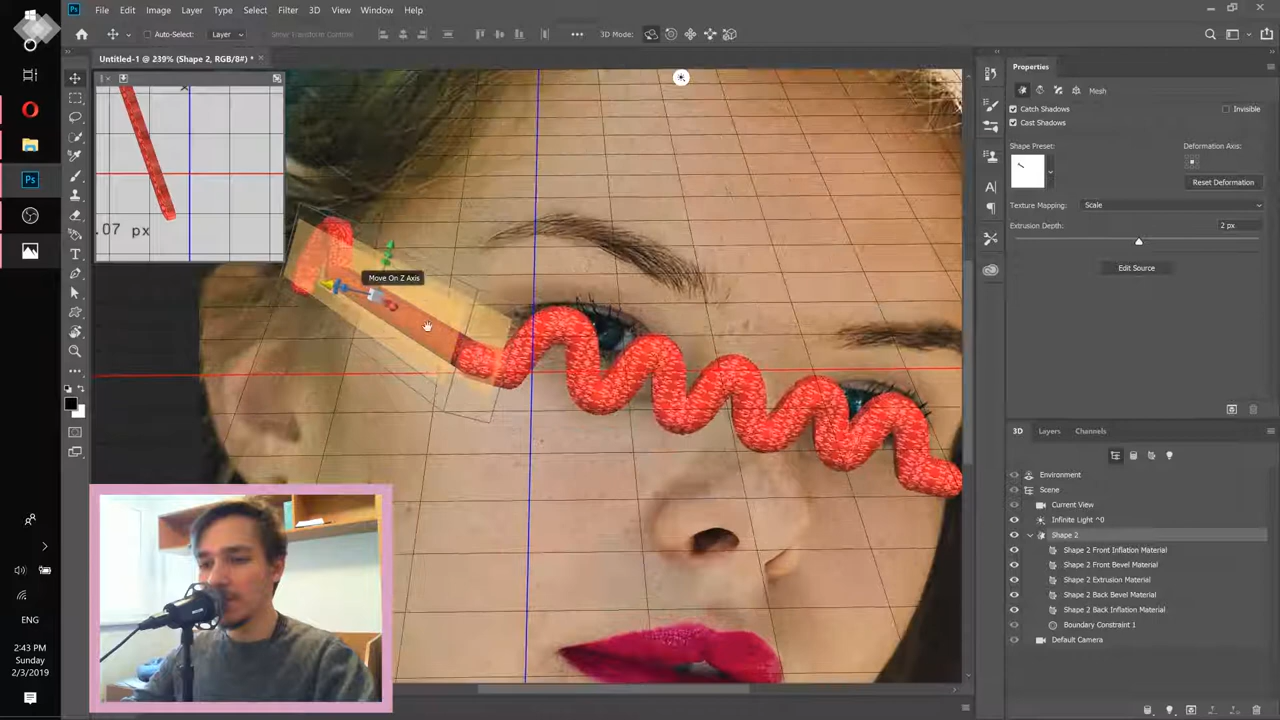 Ps File Edit Image Layer Type Select Filter 3D View Window Help
Auto-Select: Layer Show Transform Controls 3D Mode:
Untitled-1 @ 239% (Shape 2, RGB/8#) *
.07 px
Move On Z Axis
Properties
Mesh
Catch Shadows Invisible
Cast Shadows
Shape Preset: Deformation Axis:
Reset Deformation
Texture Mapping: Scale
Extrusion Depth: 2 px
Edit Source
3D Layers Channels
Environment
Scene
Current View
Infinite Light ^0
Shape 2
Shape 2 Front Inflation Material
Shape 2 Front Bevel Material
Shape 2 Extrusion Material
Shape 2 Back Bevel Material
Shape 2 Back Inflation Material
Boundary Constraint 1
Default Camera
Ps
ENG
2:43 PM
Sunday
2/3/2019